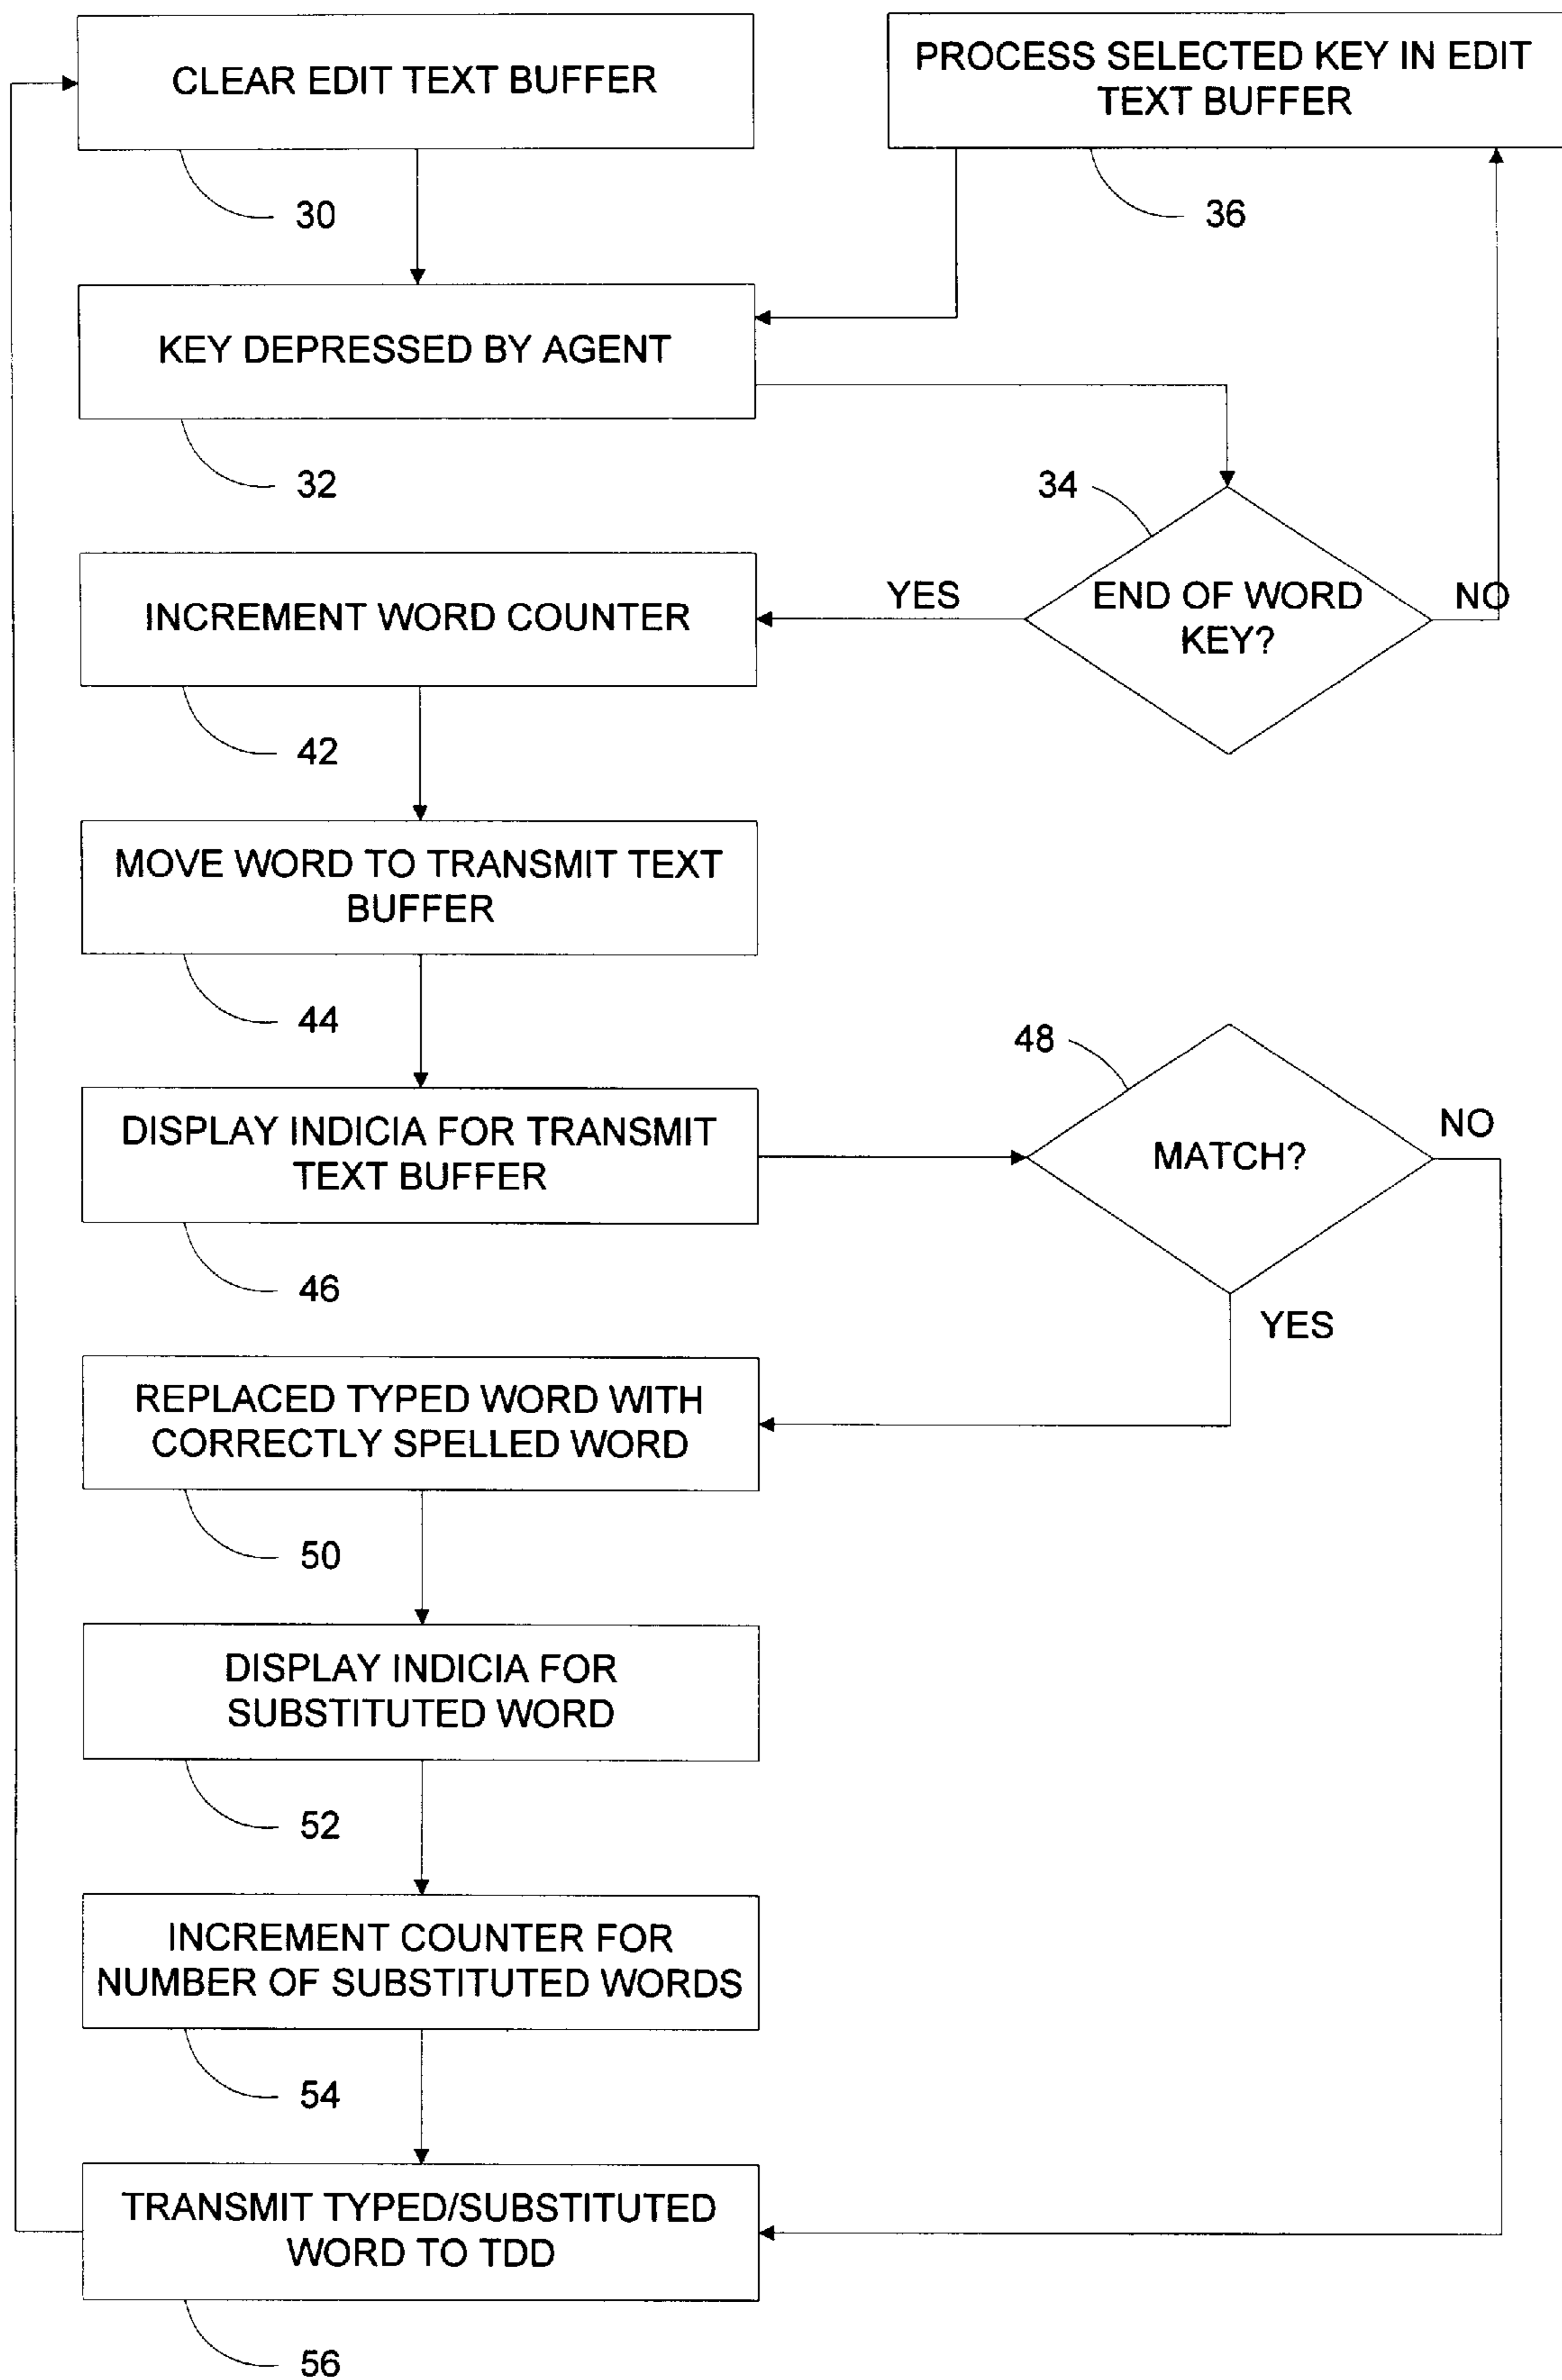 CLEAR EDIT TEXT BUFFER
30
PROCESS SELECTED KEY IN EDIT
TEXT BUFFER
36
KEY DEPRESSED BY AGENT
32
34
END OF WORD
KEY?
YES
NO
INCREMENT WORD COUNTER
42
MOVE WORD TO TRANSMIT TEXT
BUFFER
44
DISPLAY INDICIA FOR TRANSMIT
TEXT BUFFER
46
48
MATCH?
NO
YES
REPLACED TYPED WORD WITH
CORRECTLY SPELLED WORD
50
DISPLAY INDICIA FOR
SUBSTITUTED WORD
52
INCREMENT COUNTER FOR
NUMBER OF SUBSTITUTED WORDS
54
TRANSMIT TYPED/SUBSTITUTED
WORD TO TDD
56